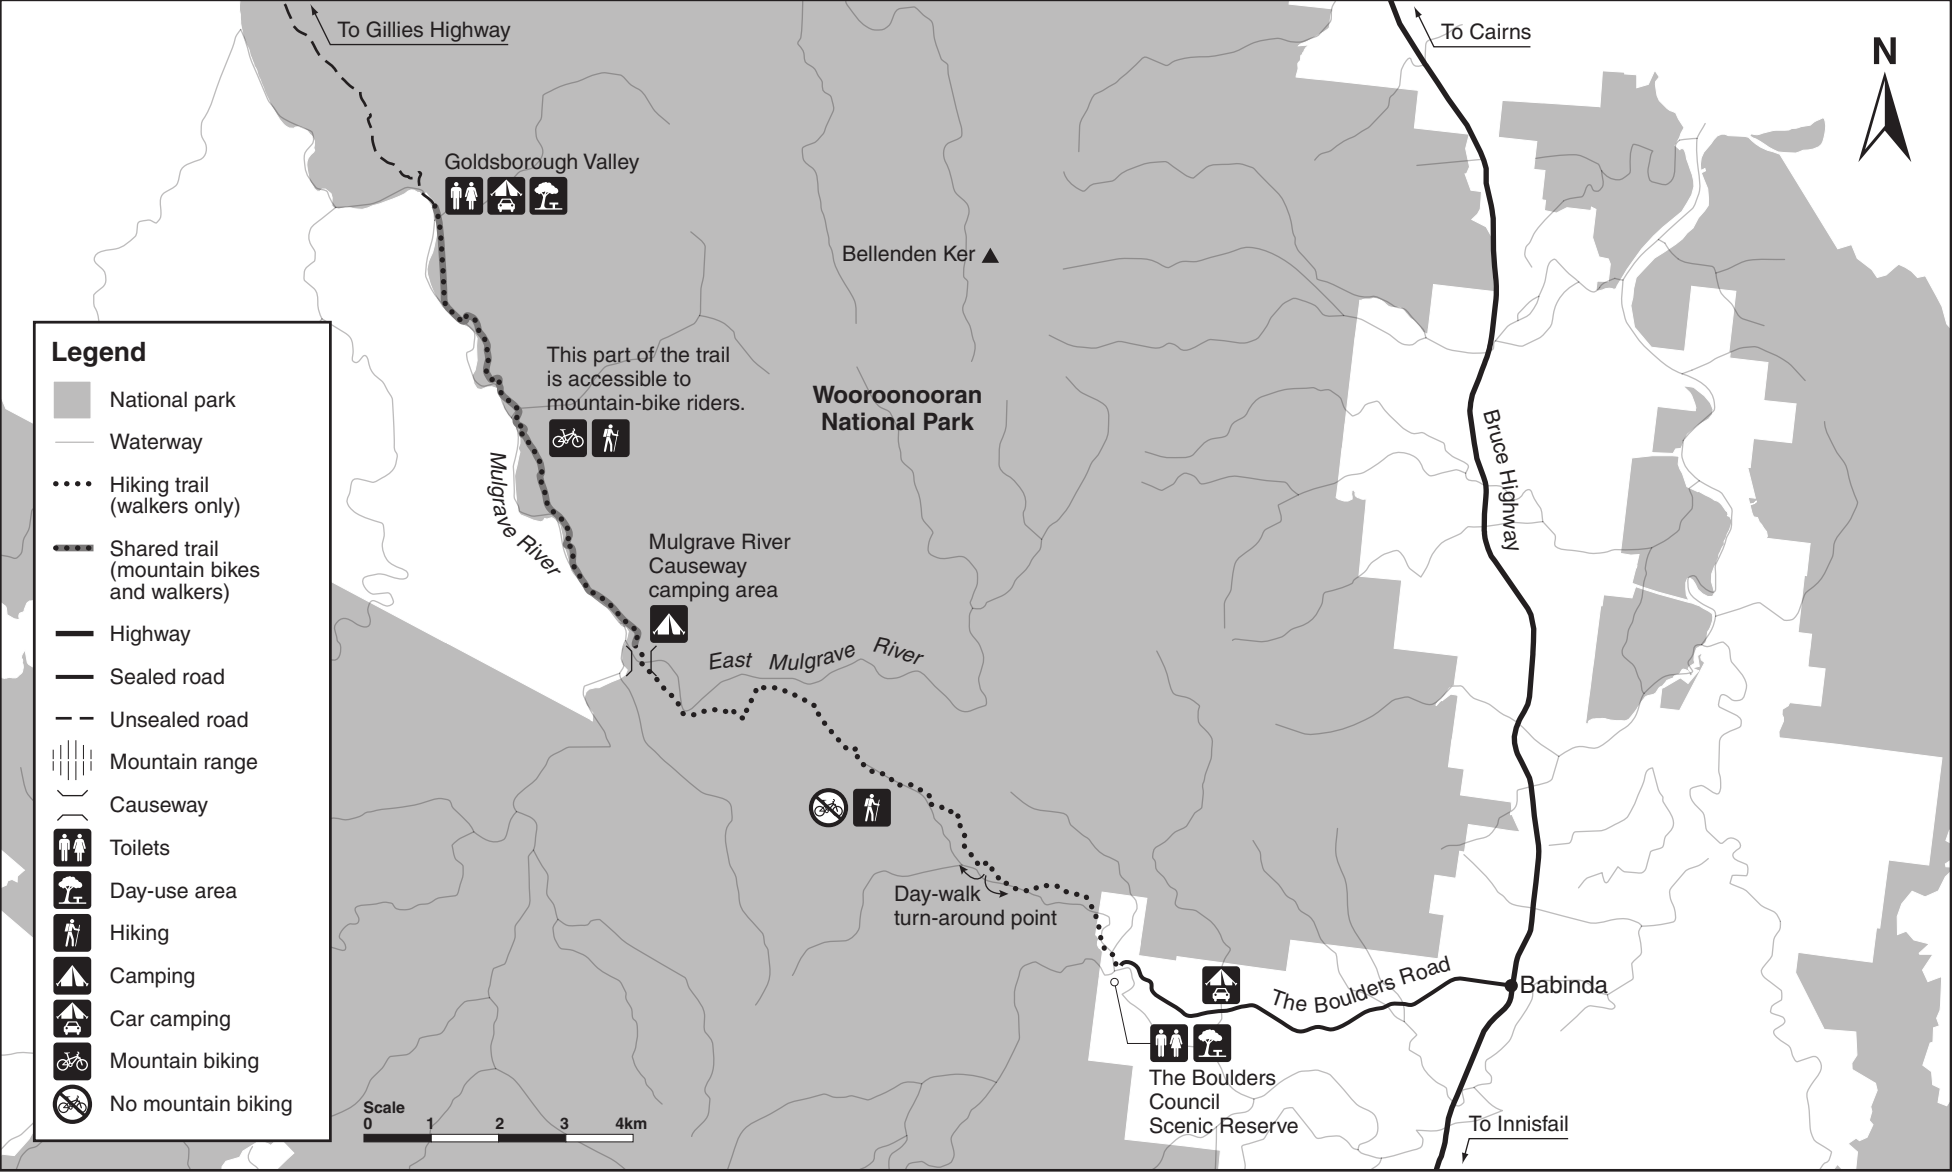 To Gillies Highway
To Cairns
N
Goldsborough Valley
Bellenden Ker
This part of the trail
is accessible to
mountain-bike riders.
Wooroonooran
National Park
Bruce Highway
Mulgrave River
Mulgrave River
Causeway
camping area
East Mulgrave River
Day-walk
turn-around point
The Boulders Road
Babinda
The Boulders
Council
Scenic Reserve
To Innisfail
Legend
National park
Waterway
Hiking trail
(walkers only)
Shared trail
(mountain bikes
and walkers)
Highway
Sealed road
Unsealed road
Mountain range
Causeway
Toilets
Day-use area
Hiking
Camping
Car camping
Mountain biking
No mountain biking
Scale
0 1 2 3 4km